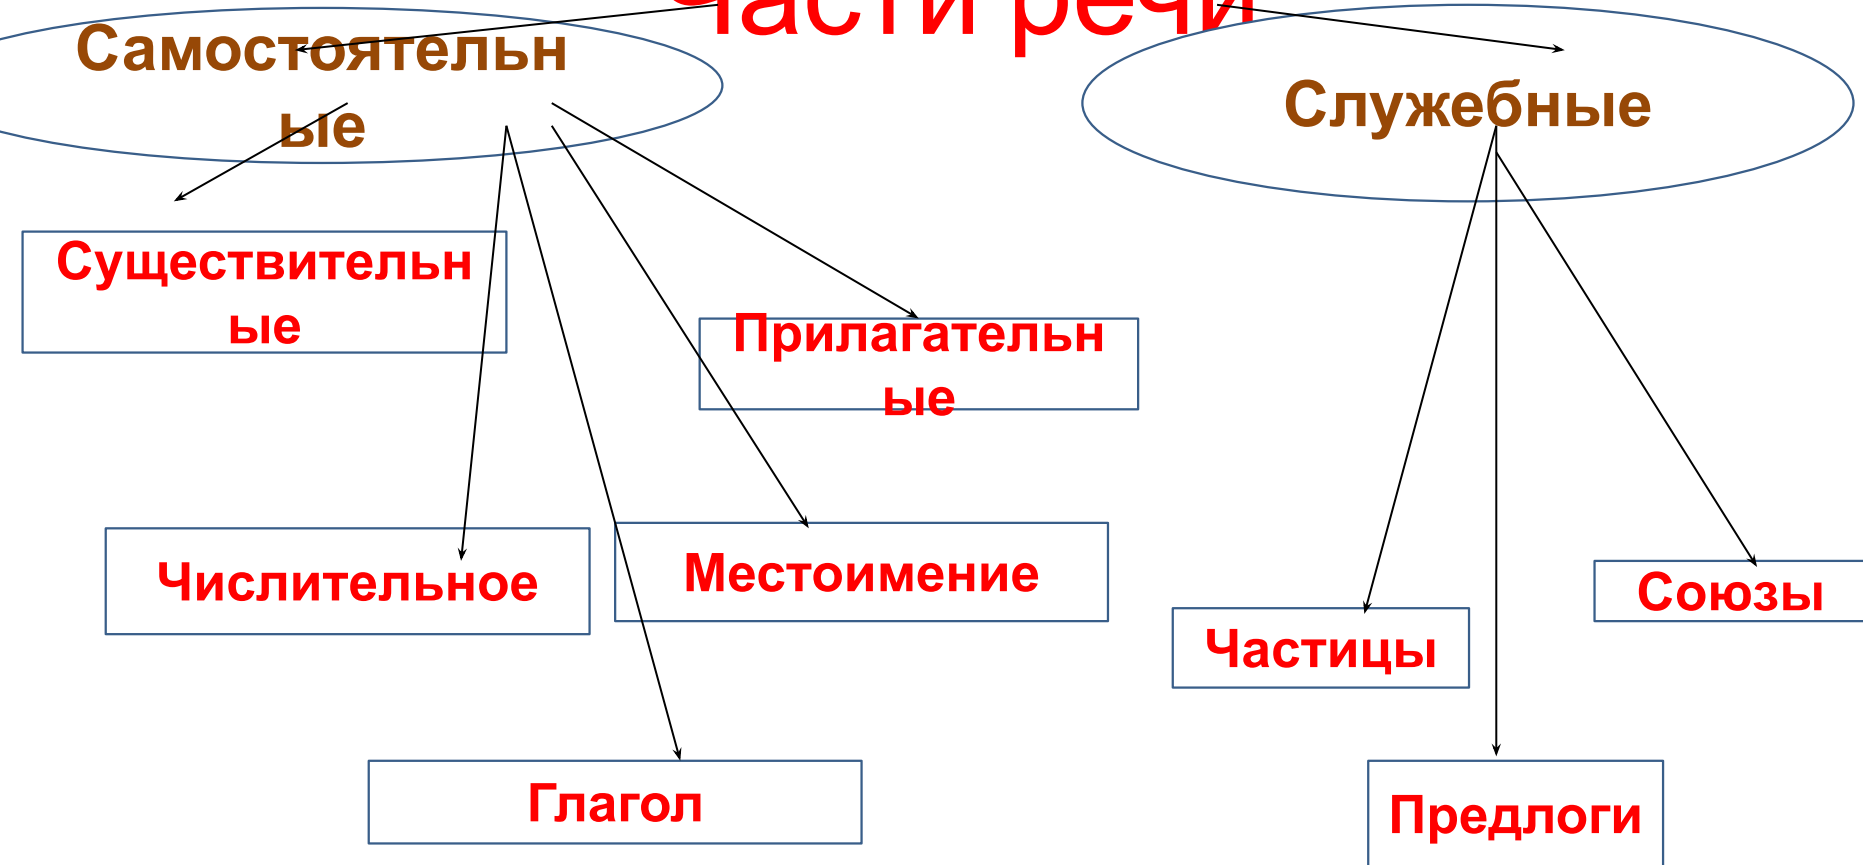 Части речи
Самостоятельн
ые
Служебные
Существительн
ые
Прилагательн
ые
Числительное
Местоимение
Союзы
Частицы
Глагол
Предлоги